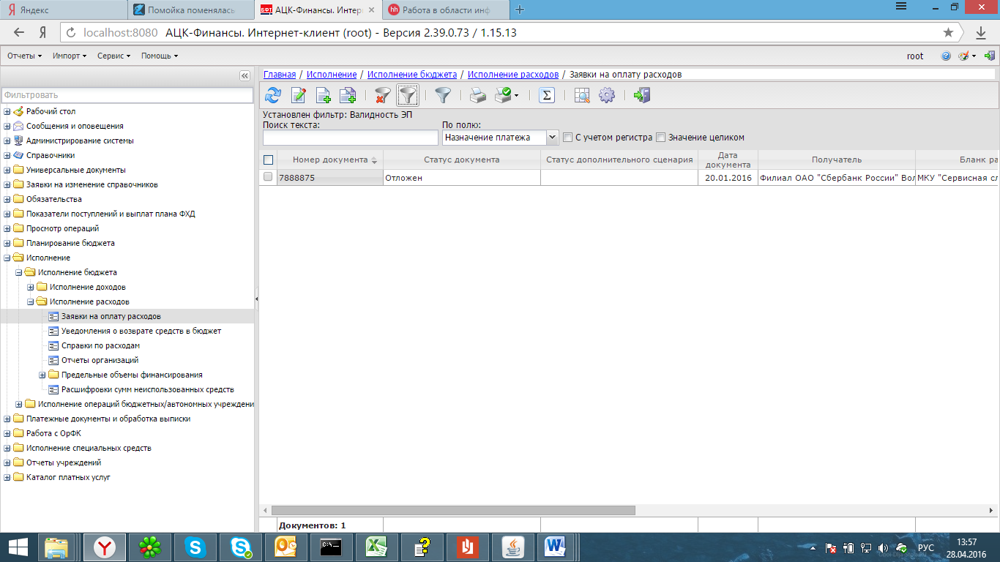 Яндекс
Помойка поменялась
АЦК-Финансы. Интерн
Работа в области инф
localhost:8080 АЦК-Финансы. Интернет-клиент (root) - Версия 2.39.0.73 / 1.15.13
Отчеты Импорт Сервис Помощь root
Главная / Исполнение / Исполнение бюджета / Исполнение расходов / Заявки на оплату расходов
Фильтровать
Рабочий стол
Сообщения и оповещения
Администрирование системы
Справочники
Универсальные документы
Заявки на изменение справочников
Обязательства
Показатели поступлений и выплат плана ФХД
Просмотр операций
Планирование бюджета
Исполнение
Исполнение бюджета
Исполнение доходов
Исполнение расходов
Заявки на оплату расходов
Уведомления о возврате средств в бюджет
Справки по расходам
Отчеты организаций
Предельные объемы финансирования
Расшифровки сумм неиспользованных средств
Исполнение операций бюджетных/автономных учреждени
Платежные документы и обработка выписки
Работа с ОрФК
Исполнение специальных средств
Отчеты учреждений
Каталог платных услуг
Установлен фильтр: Валидность ЭП
Поиск текста: По полю:
Назначение платежа С учетом регистра Значение целиком
Номер документа Статус документа Статус дополнительного сценария Дата документа Получатель Бланк ра
7888875 Отложен 20.01.2016 Филиал ОАО "Сбербанк России" Вол МКУ "Сервисная сл
Документов: 1
РУС
13:57
28.04.2016